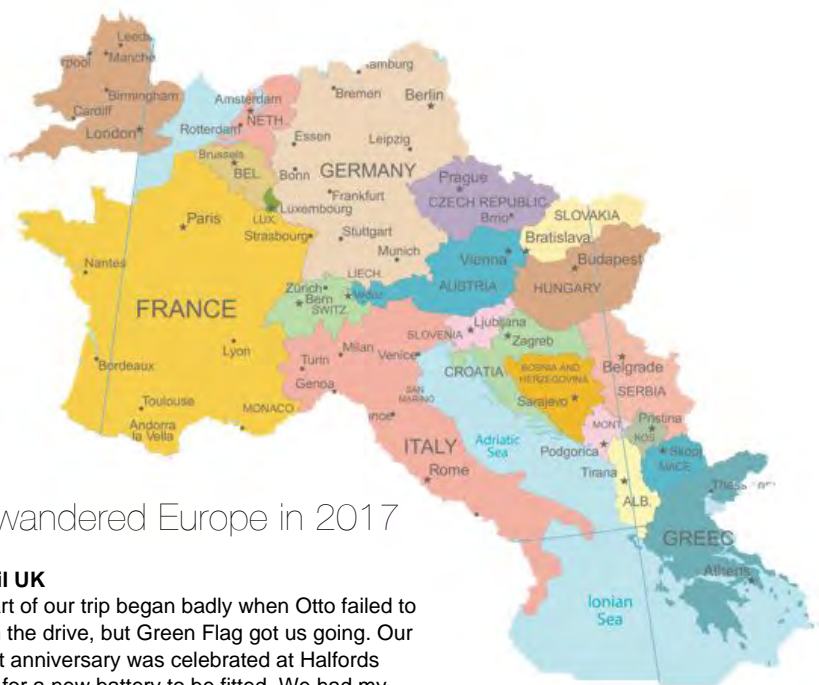 Leeds
rpool Manche
Birmingham
Cardiff
London
amburg
Bremen Berlin
Amsterdam
NETH.
Rotterdam
Essen Leipzig
Brussels
BEL.
Bonn GERMANY
Frankfurt
Luxembourg
LUX.
Prague
CZECH REPUBLIC
Brno
SLOVAKIA
Paris
Strasbourg
Stuttgart
Munich
Bratislava
Vienna
Budapest
Nantes
LIECH.
Zürich
Vaduz
Bern
SWITZ.
AUSTRIA
HUNGARY
FRANCE
Ljubljana
SLOVENIA
Zagreb
Lyon
Milan
Venice
Turin
CROATIA
BOSNIA AND
HERZEGOVINA
Belgrade
SERBIA
Bordeaux
Genoa
SAN
MARINO
Sarajevo
Toulouse
MONACO
Andorra
la Vella
ITALY
Adriatic
Sea
MONT.
Pristina
KOS.
Podgorica
Skopj
MACE
Rome
Tirana
ALB.
GREEC
Athens
Ionian
Sea
wandered Europe in 2017
il UK
art of our trip began badly when Otto failed to
n the drive, but Green Flag got us going. Our
t anniversary was celebrated at Halfords
for a new battery to be fitted. We had my